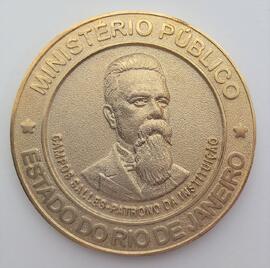 MINISTÉRIO PÚBLICO
CAMPOS SALLES-PATRONO DA INSTITUIÇÃO
ESTADO DO RIO DE JANEIRO